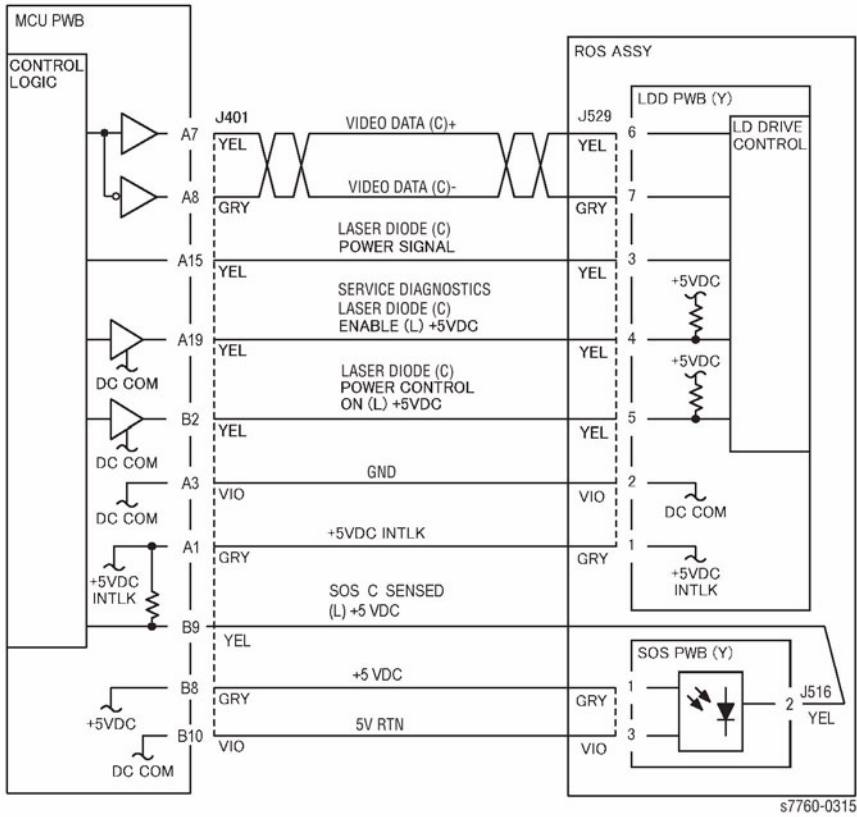 MCU PWB
ROS ASSY
CONTROL
LOGIC
LDD PWB (Y)
J401
J529
VIDEO DATA (C)+
A7
YEL
YEL
6
LD DRIVE
CONTROL
VIDEO DATA (C)-
A8
GRY
GRY
7
LASER DIODE (C)
POWER SIGNAL
A15
YEL
YEL
3
+5VDC
SERVICE DIAGNOSTICS
LASER DIODE (C)
ENABLE (L) +5VDC
A19
YEL
YEL
4
DC COM
+5VDC
LASER DIODE (C)
POWER CONTROL
ON (L) +5VDC
B2
YEL
YEL
5
DC COM
GND
A3
VIO
VIO
2
DC COM
DC COM
+5VDC INTLK
A1
GRY
GRY
1
+5VDC
INTLK
+5VDC
INTLK
SOS C SENSED
(L) +5 VDC
B9
YEL
SOS PWB (Y)
+5 VDC
B8
GRY
GRY
1
+5VDC
2
J516
YEL
5V RTN
B10
VIO
VIO
3
DC COM
s7760-0315